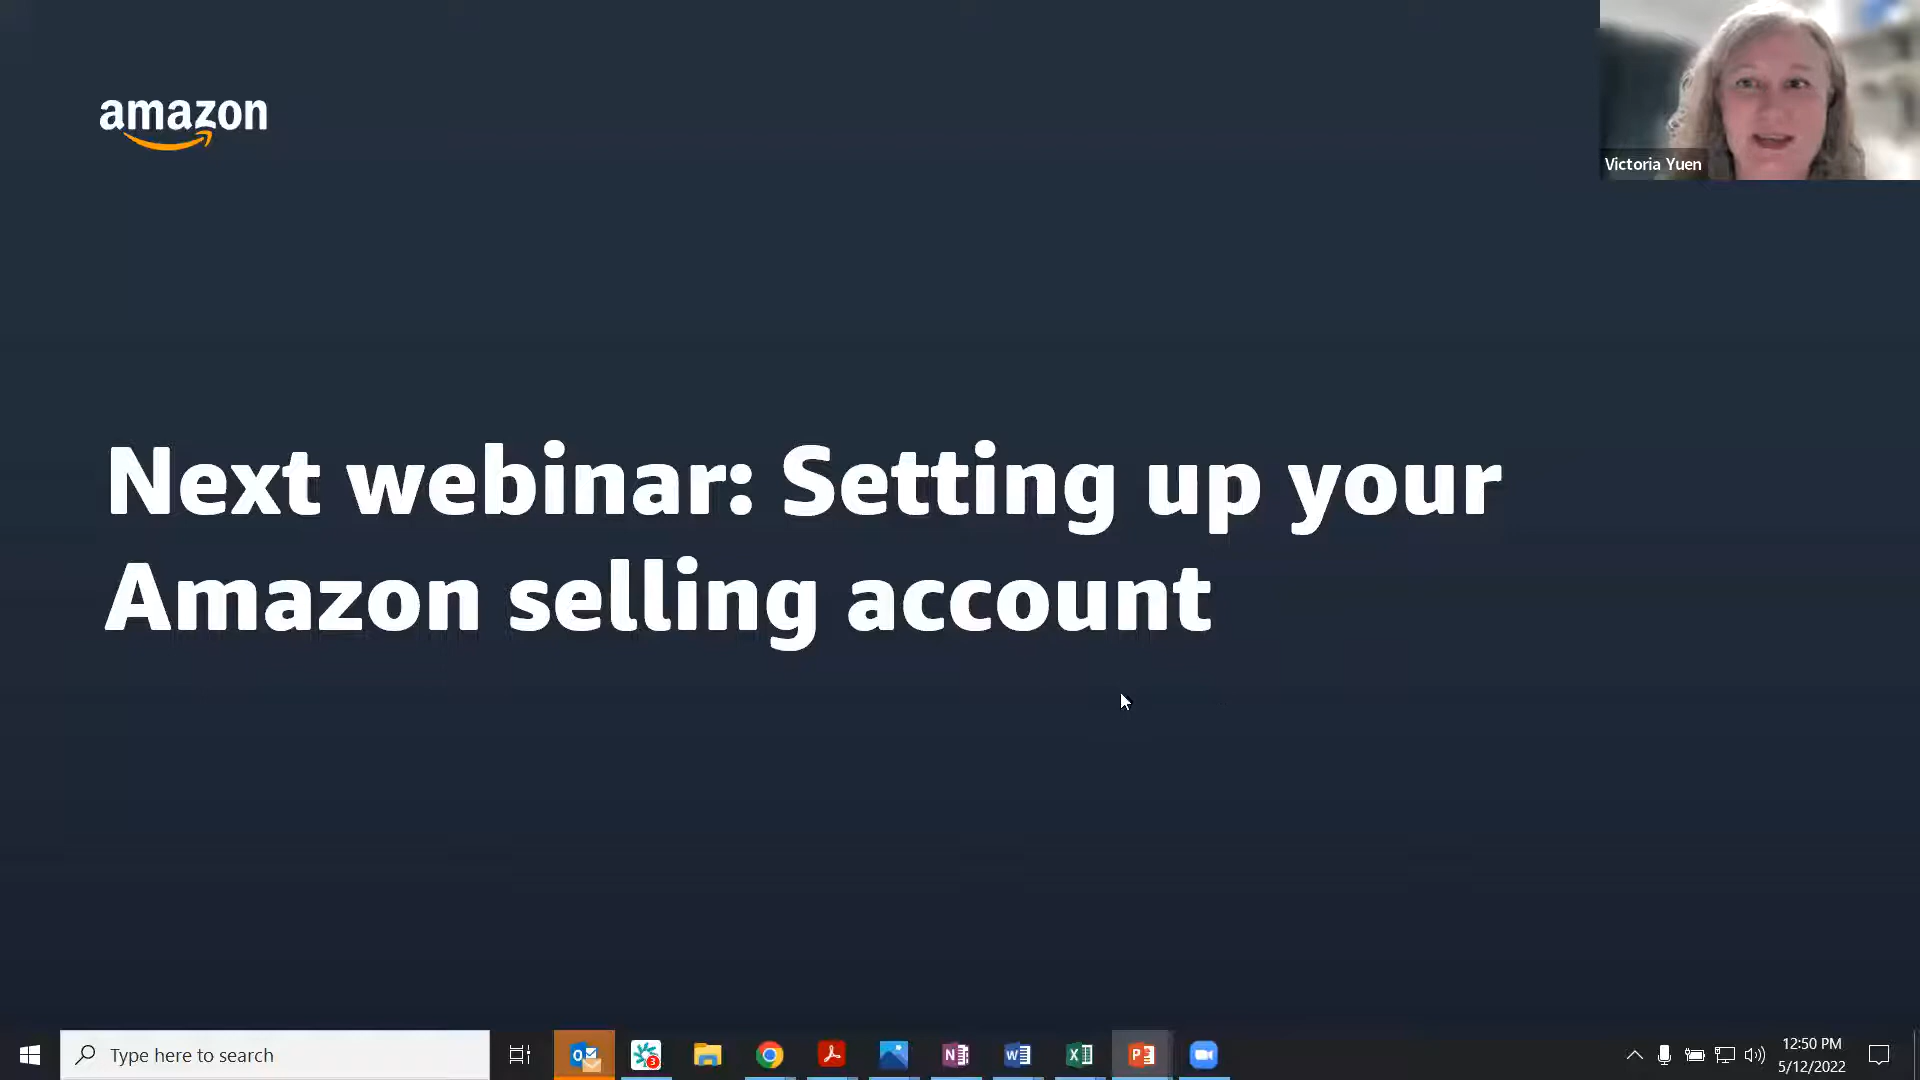 amazon
Victoria Yuen
Next webinar: Setting up your
Amazon selling account
Type here to search
3
12:50 PM
5/12/2022